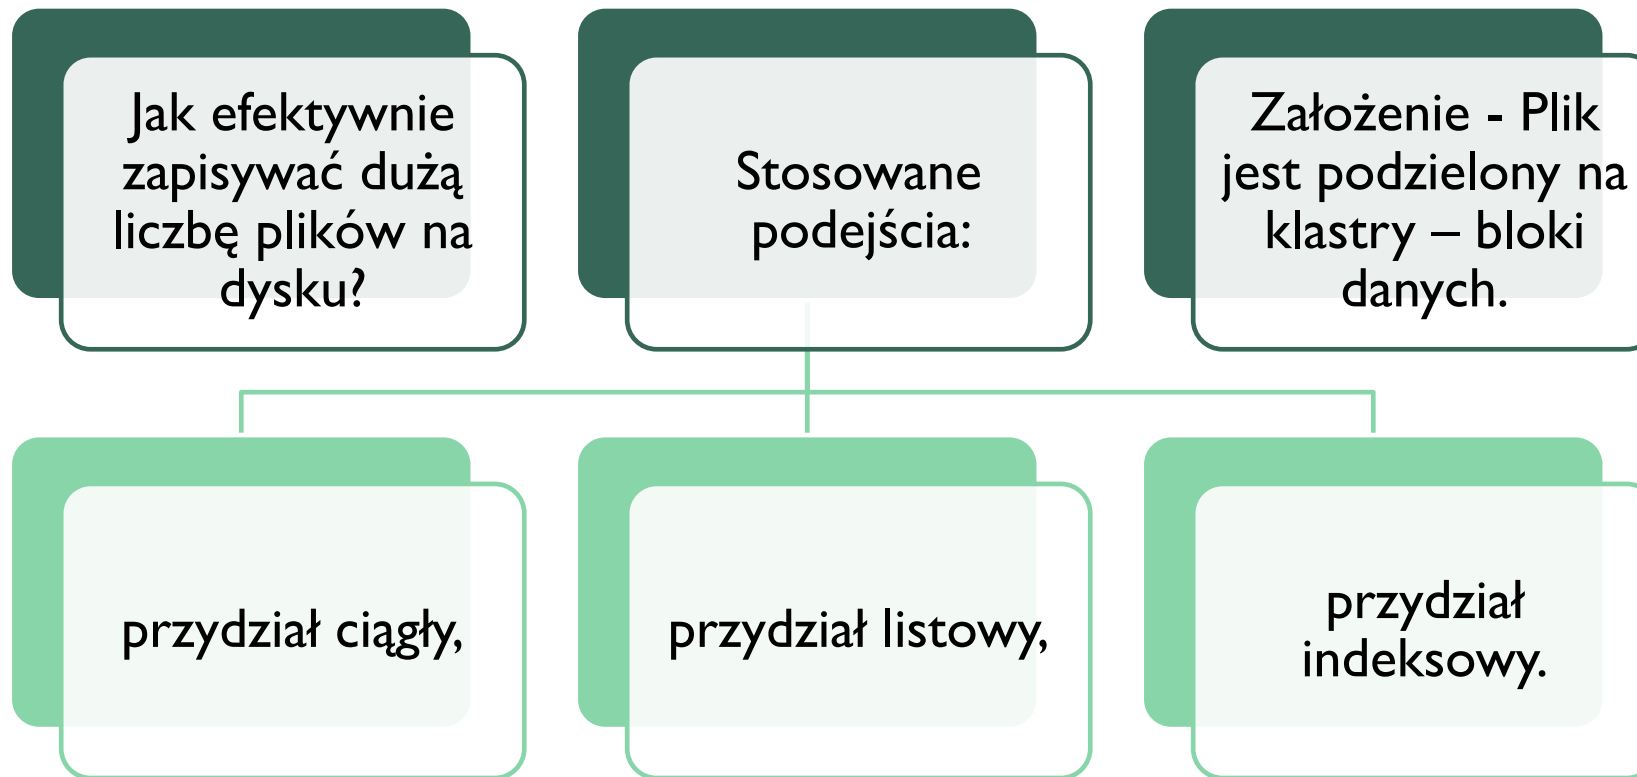 Jak efektywnie
zapisywać dużą
liczbę plików na
dysku?
Stosowane
podejścia:
Założenie - Plik
jest podzielony na
klastry – bloki
danych.
przydział ciągły,
przydział listowy,
przydział
indeksowy.